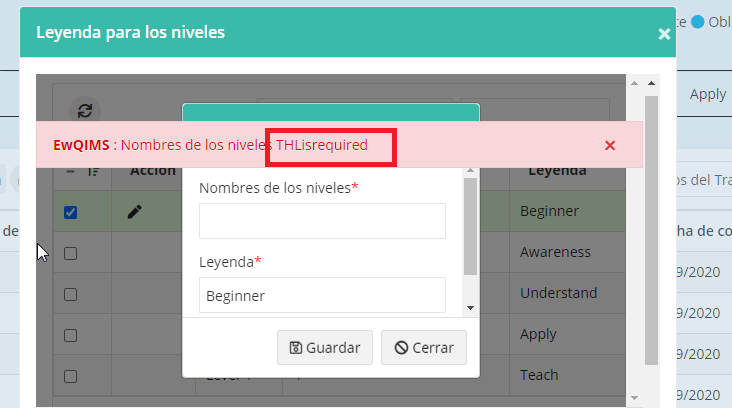 Leyenda para los niveles
×
te Obl
Apply
EwQIMS : Nombres de los niveles THLisrequired
×
Acción
Leyenda
os del Tra
Nombres de los niveles*
Beginner
de
ha de co
Awareness
9/2020
Leyenda*
Beginner
Understand
9/2020
Apply
9/2020
Guardar
Cerrar
Teach
9/2020